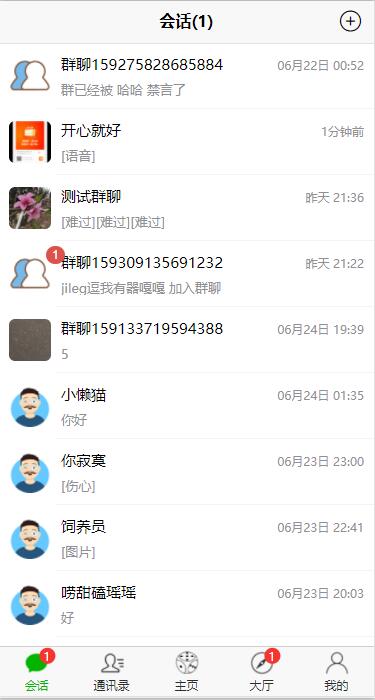 会话(1)
群聊159275828685884 06月22日 00:52
群已经被 哈哈 禁言了
开心就好 1分钟前
[语音]
测试群聊 昨天 21:36
[难过][难过][难过]
1
群聊159309135691232 昨天 21:22
jileg逗我有器嘎嘎 加入群聊
群聊159133719594388 06月24日 19:39
5
小懒猫 06月24日 01:35
你好
你寂寞 06月23日 23:00
[伤心]
饲养员 06月23日 22:41
[图片]
唠甜磕瑶瑶 06月23日 20:03
好
1 1
会话 通讯录 主页 大厅 我的